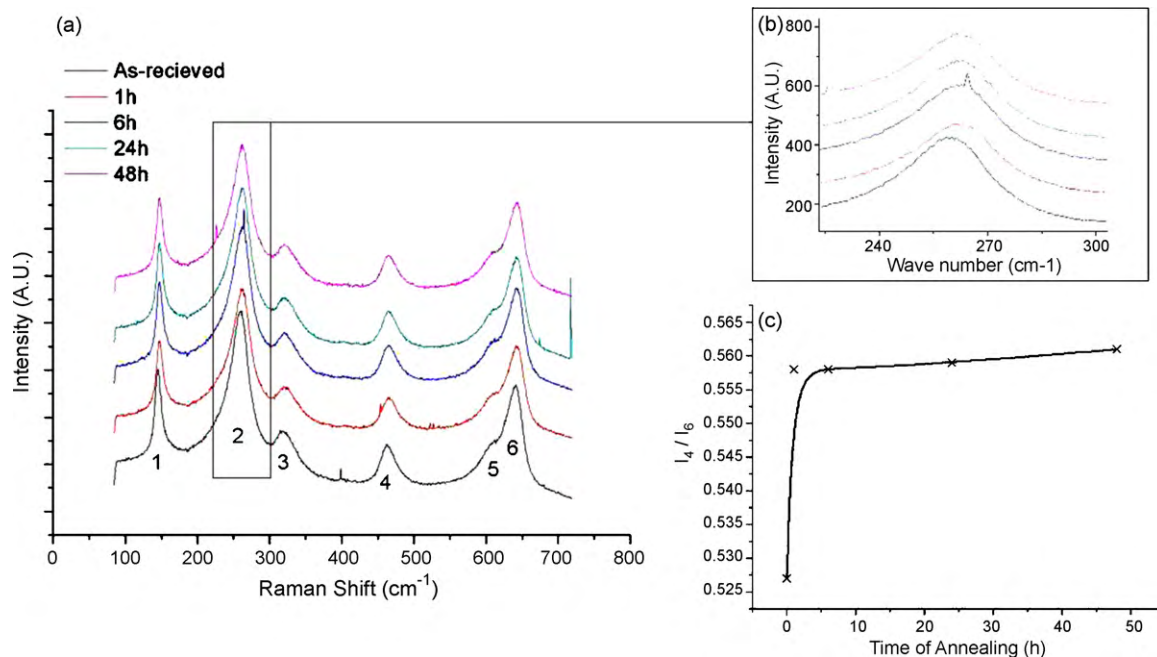 (a)
As-recieved
1h
6h
24h
48h
Intensity (A.U.)
1
2
3
4
5
6
0 100 200 300 400 500 600 700 800
Raman Shift (cm-1)
(b)
800
600
400
200
Intensity (A.U.)
240 270 300
Wave number (cm-1)
(c)
0.565
0.560
0.555
0.550
0.545
0.540
0.535
0.530
0.525
I4 / I6
0 10 20 30 40 50
Time of Annealing (h)